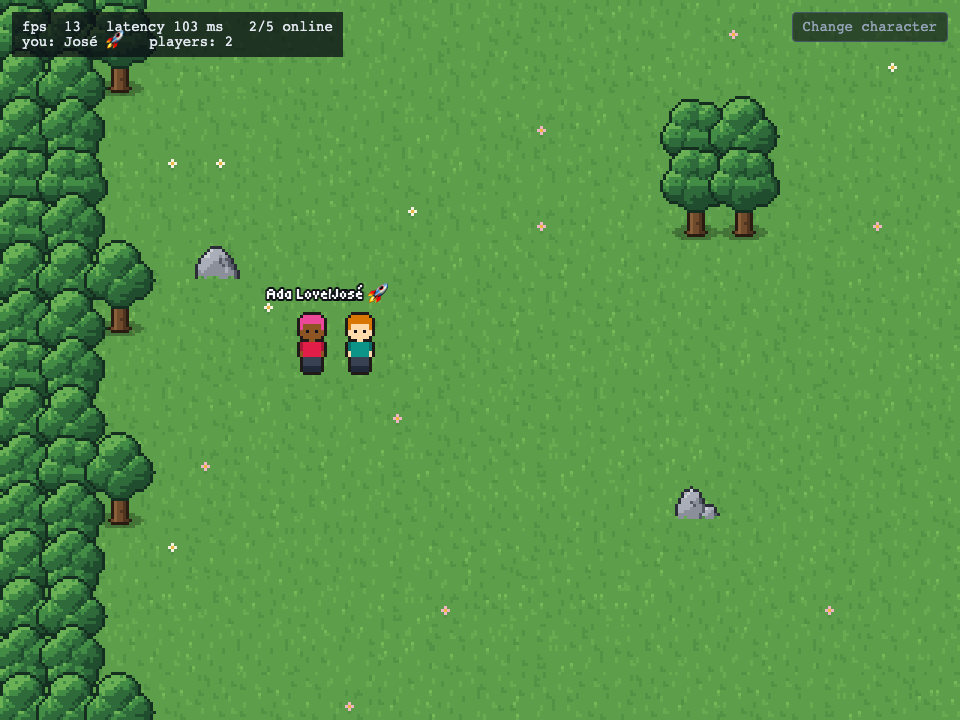 fps 13 latency 103 ms 2/5 online
you: José 🚀 players: 2
Change character
Ada Lovel José 🚀